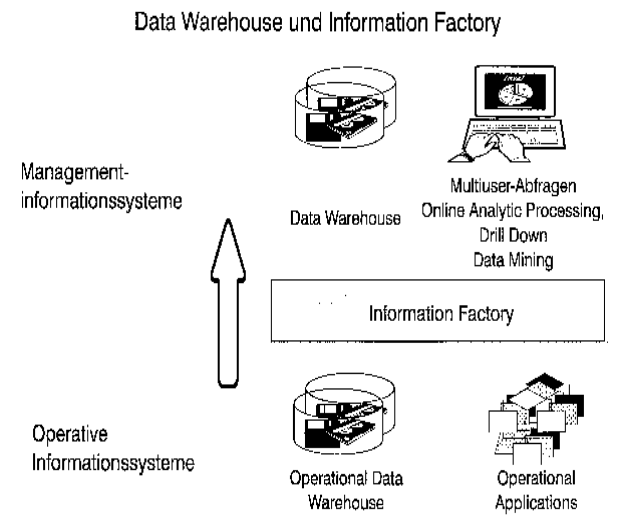 Data Warehouse und Information Factory
Management-
informationssysteme
Data Warehouse
Multiuser-Abfragen
Online Analytic Processing,
Drill Down
Data Mining
Information Factory
Operative
Informationssysteme
Operational Data
Warehouse
Operational
Applications